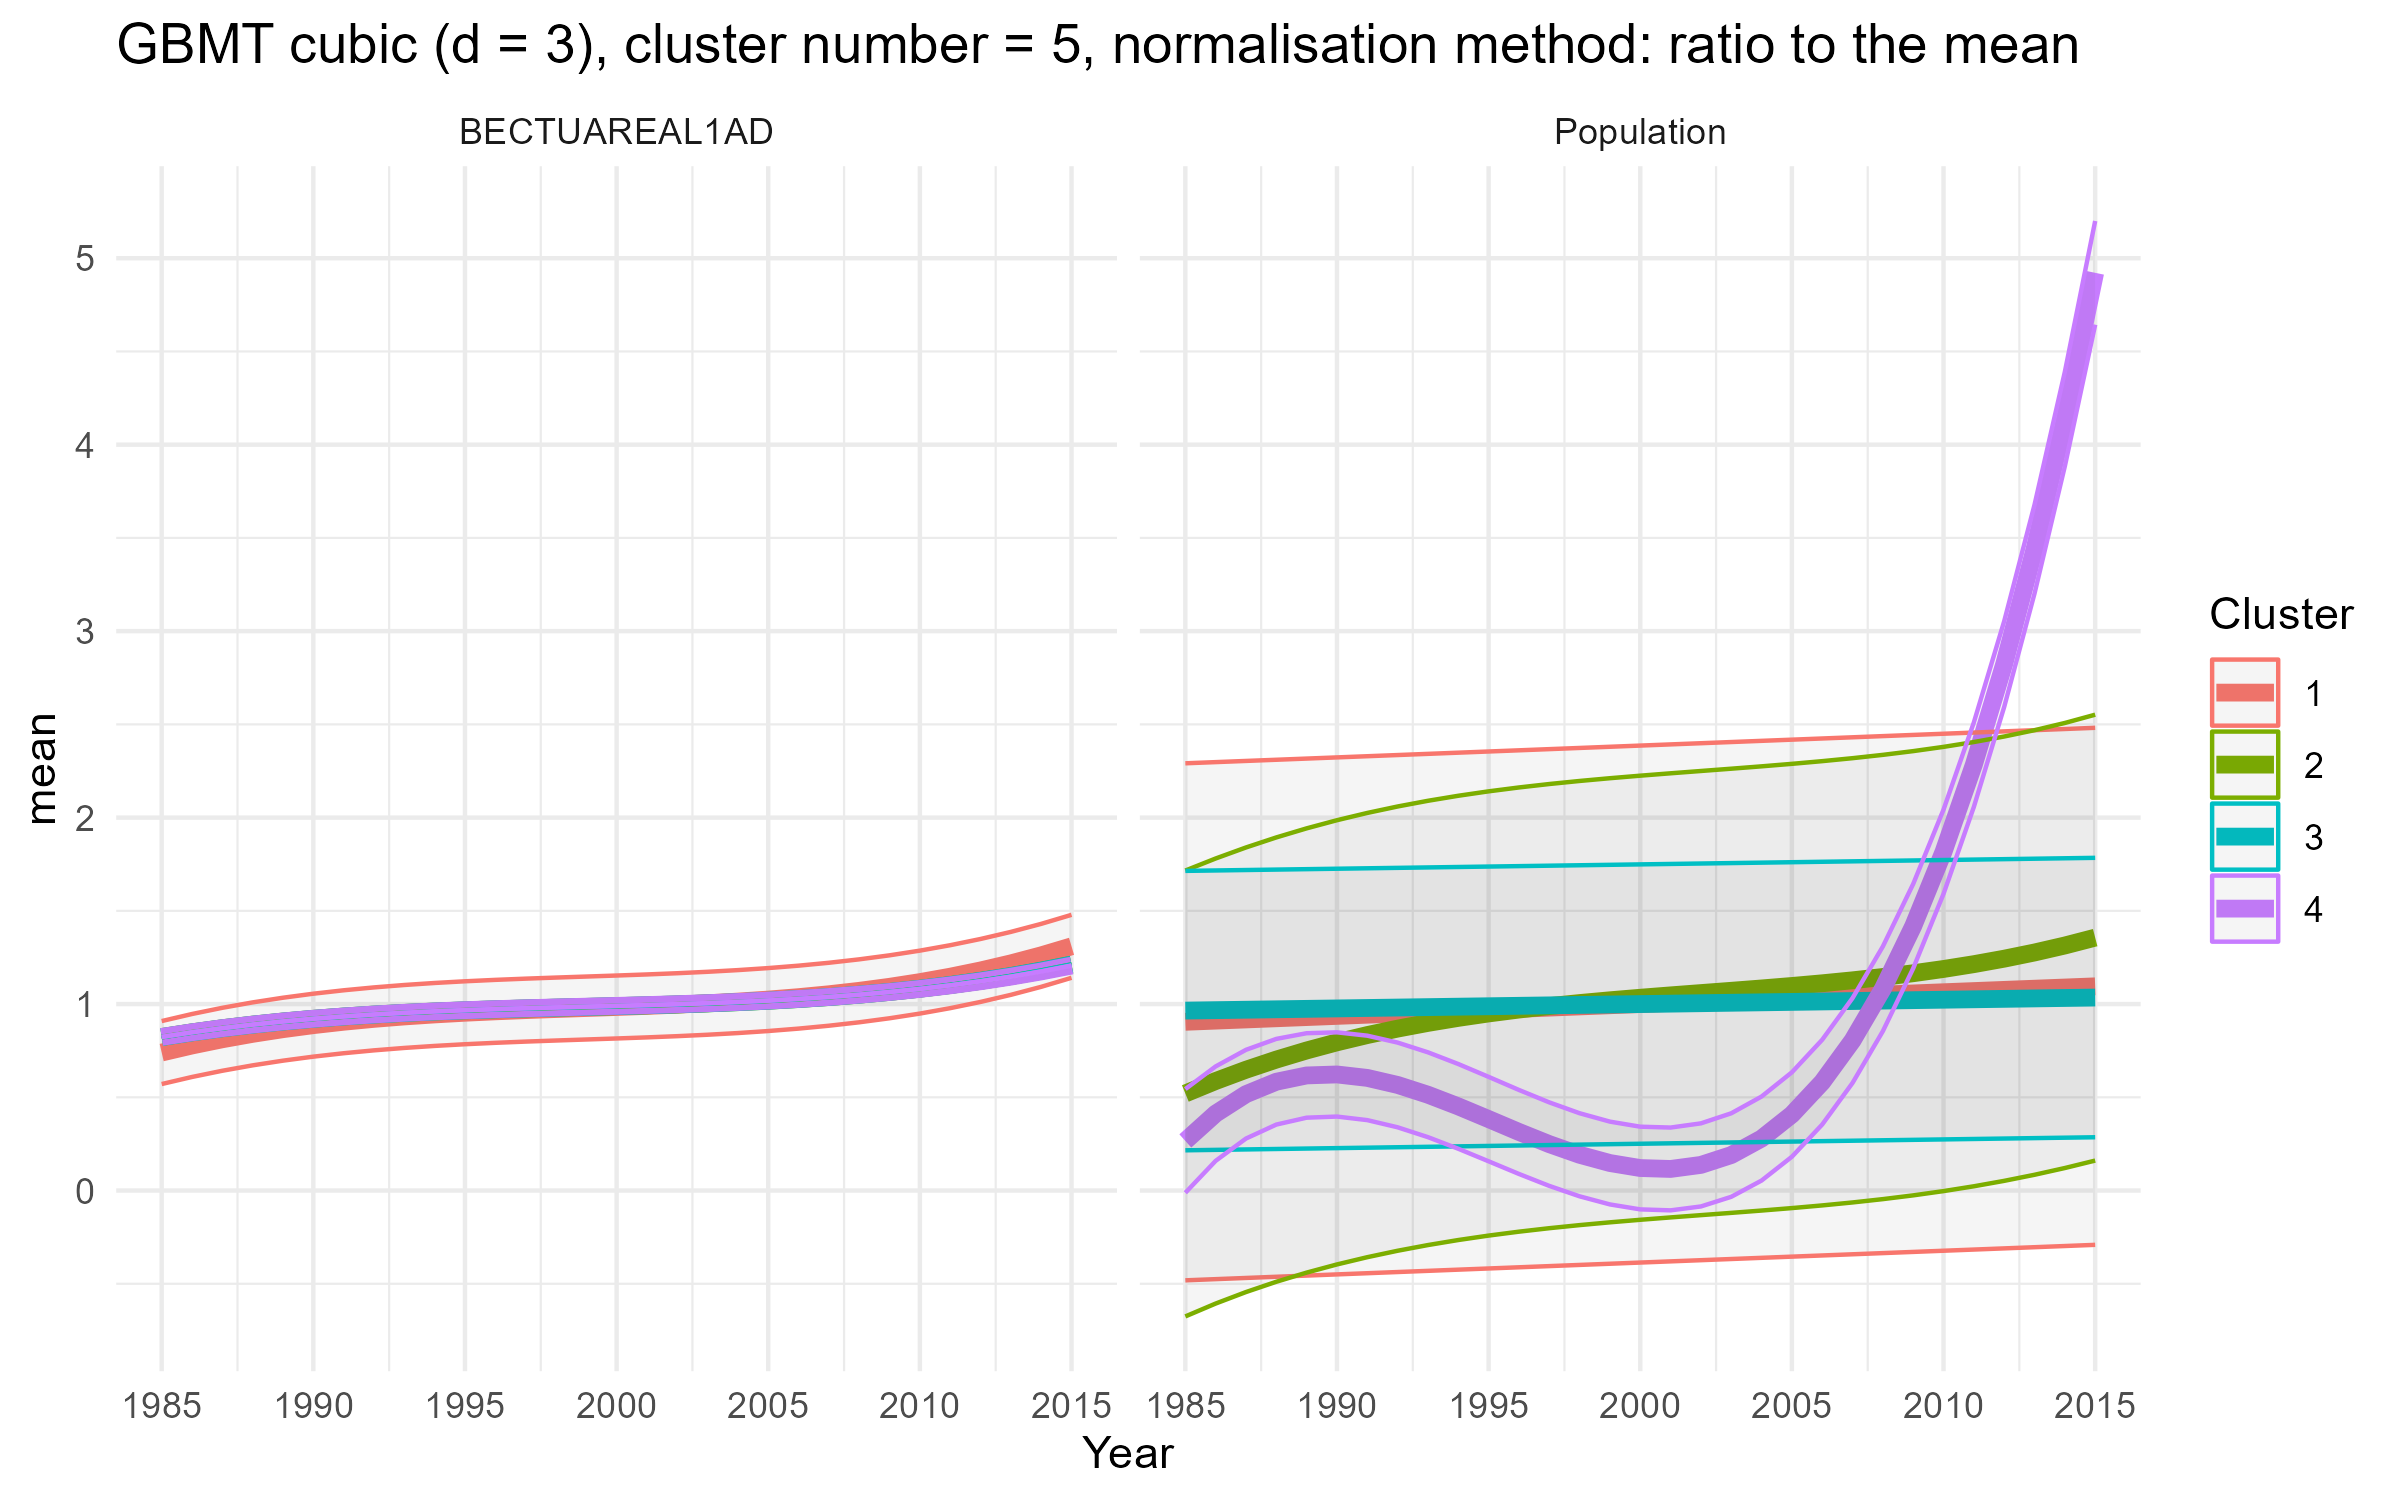 GBMT cubic (d = 3), cluster number = 5, normalisation method: ratio to the mean
BECTUAREAL1AD
Population
5
4
3
2
1
0
mean
1985 1990 1995 2000 2005 2010 2015
1985 1990 1995 2000 2005 2010 2015
Year
Cluster
1
2
3
4